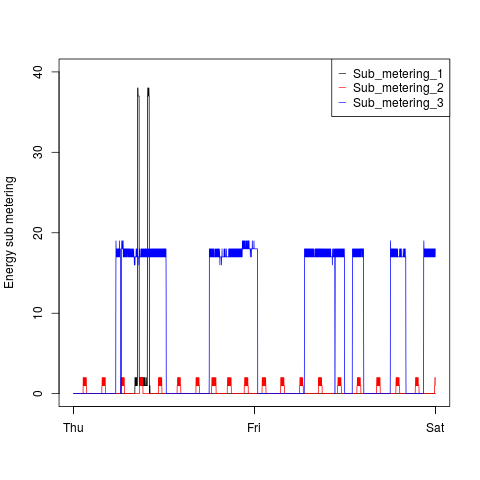 Sub_metering_1
Sub_metering_2
Sub_metering_3
Energy sub metering
40
30
20
10
0
Thu Fri Sat